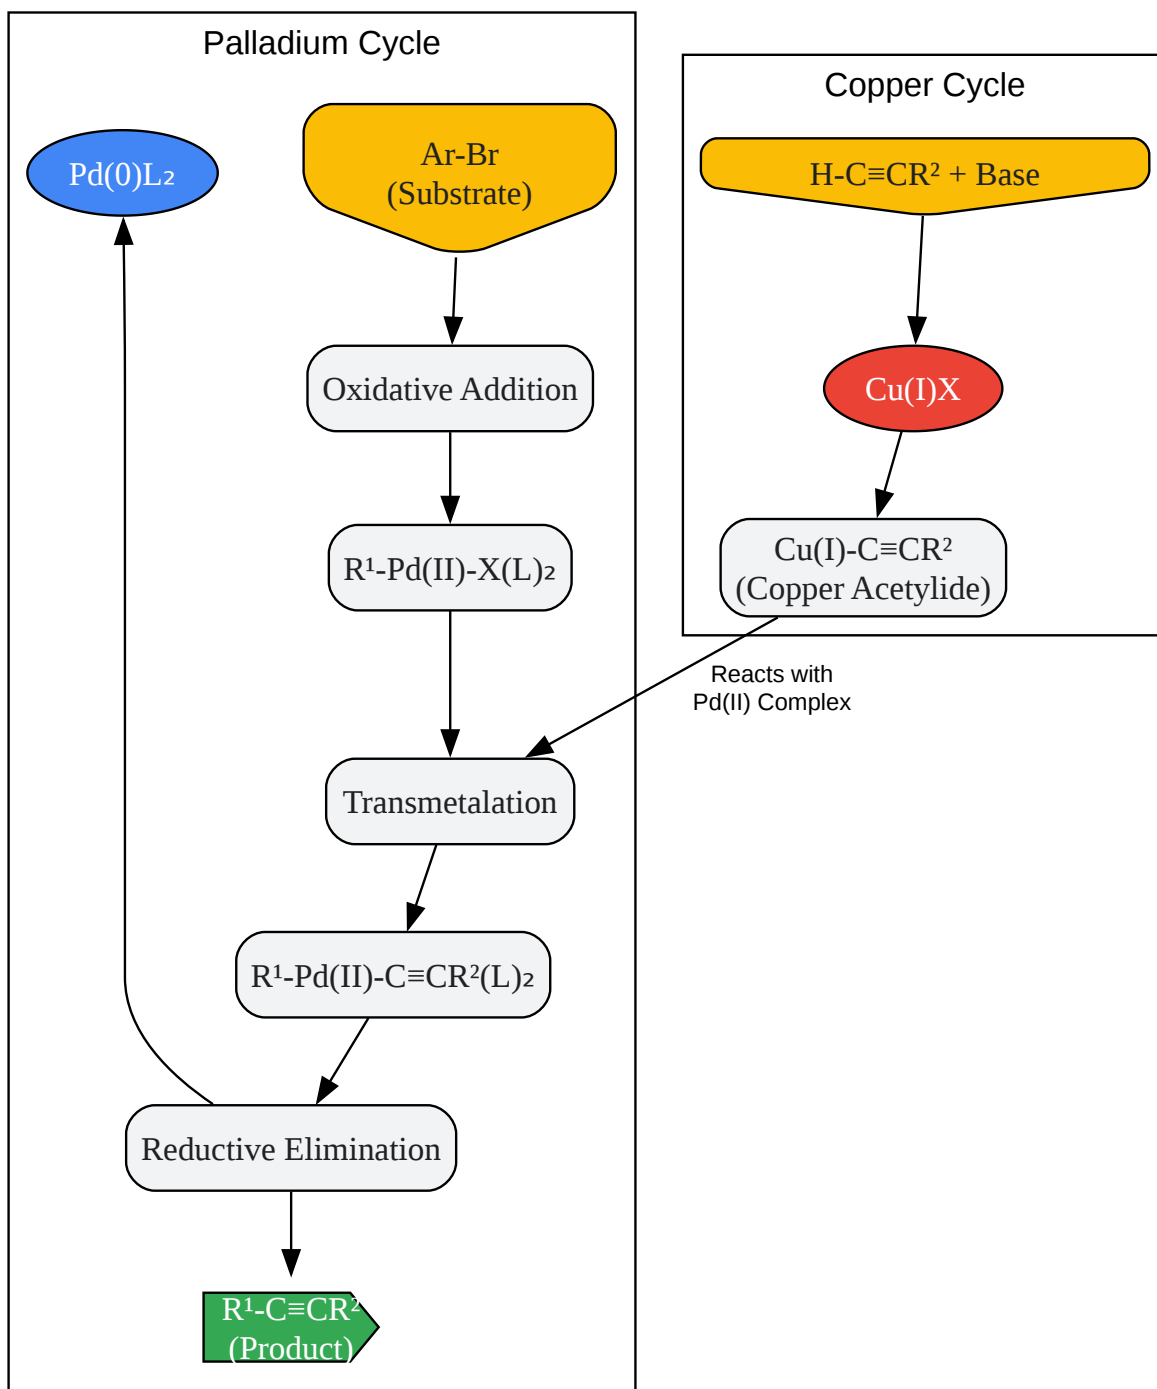 Palladium Cycle
Pd(0)L₂
Ar-Br
(Substrate)
Oxidative Addition
R¹-Pd(II)-X(L)₂
Transmetalation
R¹-Pd(II)-C≡CR²(L)₂
Reductive Elimination
R¹-C≡CR²
(Product)
Copper Cycle
H-C≡CR² + Base
Cu(I)X
Cu(I)-C≡CR²
(Copper Acetylide)
Reacts with
Pd(II) Complex